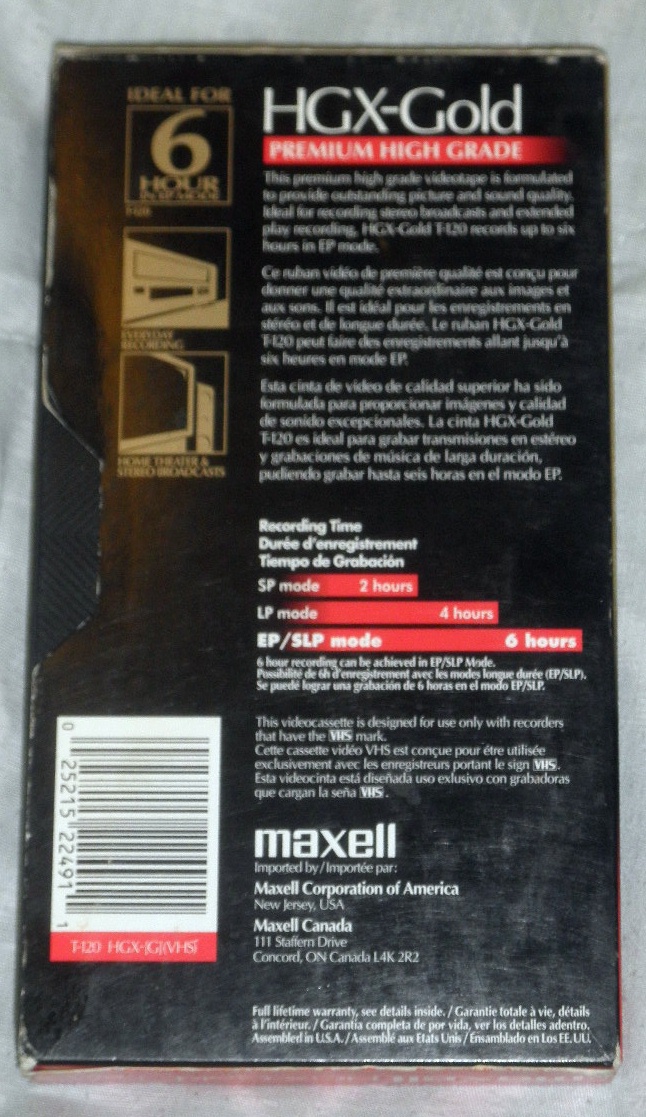 IDEAL FOR
6
HOUR
IN EP MODE
T-120
EVERYDAY
RECORDING
HOME THEATER &
STEREO BROADCASTS
HGX-Gold
PREMIUM HIGH GRADE
This premium high grade videotape is formulated
to provide outstanding picture and sound quality.
Ideal for recording stereo broadcasts and extended
play recording, HGX-Gold T-120 records up to six
hours in EP mode.
Ce ruban vidéo de première qualité est conçu pour
donner une qualité extraordinaire aux images et
aux sons. Il est idéal pour les enregistrements en
stéréo et de longue durée. Le ruban HGX-Gold
T-120 peut faire des enregistrements allant jusqu'à
six heures en mode EP.
Esta cinta de video de calidad superior ha sido
formulada para proporcionar imágenes y calidad
de sonido excepcionales. La cinta HGX-Gold
T-120 es ideal para grabar transmisiones en estéreo
y grabaciones de música de larga duración,
pudiendo grabar hasta seis horas en el modo EP.
Recording Time
Durée d'enregistrement
Tiempo de Grabación
SP mode 2 hours
LP mode 4 hours
EP/SLP mode 6 hours
6 hour recording can be achieved in EP/SLP Mode.
Possibilité de 6h d'enregistrement avec les modes longue durée (EP/SLP).
Se puedé lograr una grabación de 6 horas en el modo EP/SLP.
This videocassette is designed for use only with recorders
that have the VHS mark.
Cette cassette vidéo VHS est conçue pour être utilisée
exclusivement avec les enregistreurs portant le sign VHS.
Esta videocinta está diseñada uso exlusivo con grabadoras
que cargan la seña VHS.
0 25215 22491 1
T-120 HGX-(G)(VHS)
maxell
Imported by/Importée par:
Maxell Corporation of America
New Jersey, USA
Maxell Canada
111 Staffern Drive
Concord, ON Canada L4K 2R2
Full lifetime warranty, see details inside. / Garantie totale à vie, détails
à l'intérieur. / Garantía completa de por vida, ver los detalles adentro.
Assembled in U.S.A. / Assemblé aux Etats Unis / Ensamblado en Los EE. UU.